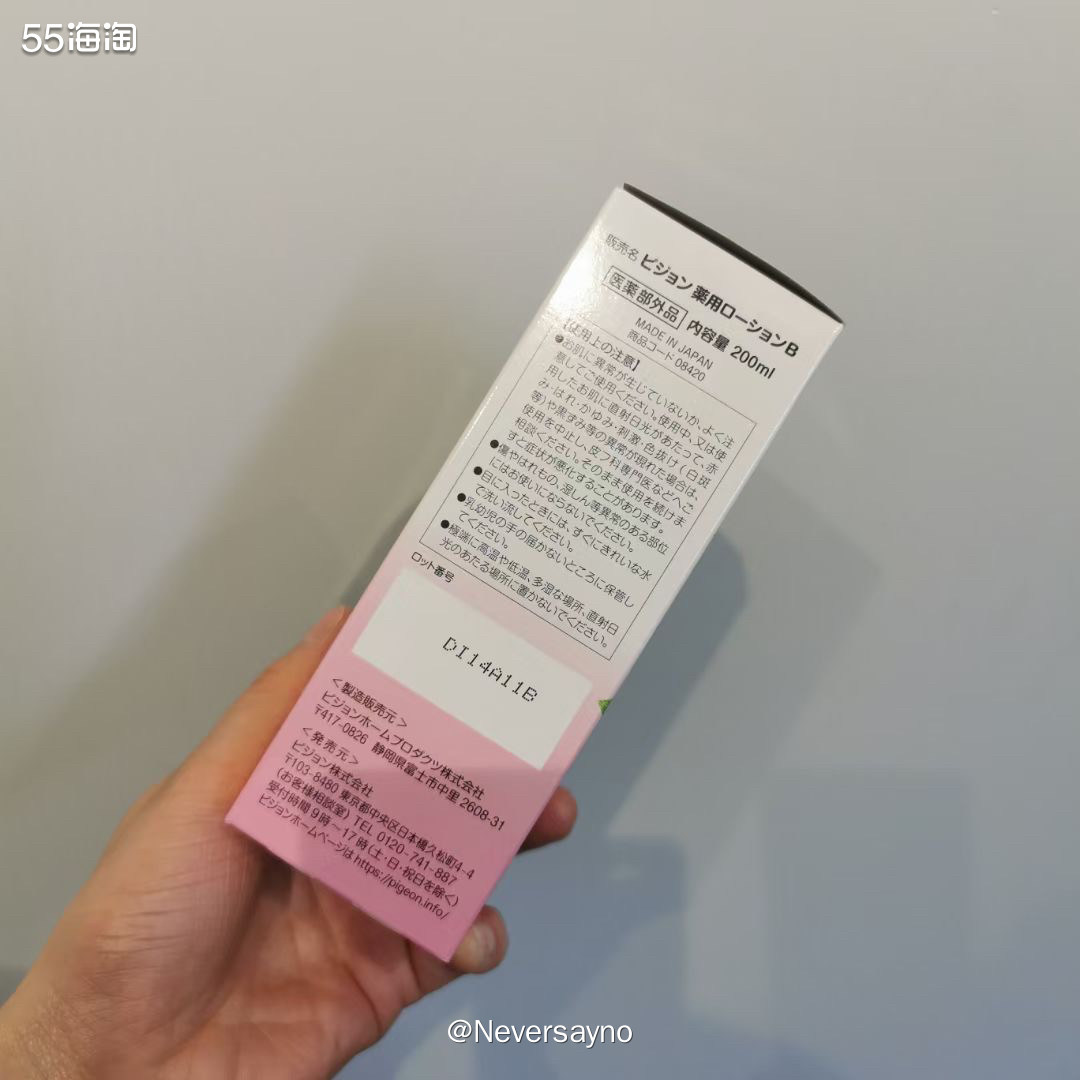 55海淘
販売名 ピジョン 薬用ローションB
医薬部外品 内容量 200ml
MADE IN JAPAN
商品コード 08420
【使用上の注意】
●お肌に異常が生じていないか、よく注
意してご使用ください。使用中、又は使
用したお肌に直射日光があたって、赤
み・はれ・かゆみ・刺激・色抜け(白斑
等)や黒ずみ等の異常が現れた場合は、
使用を中止し、皮フ科専門医などへご
相談ください。そのまま使用を続けま
すと症状が悪化することがあります。
●傷やはれもの、湿しん等異常のある部位
にはお使いにならないでください。
●目に入ったときには、すぐにきれいな水
で洗い流してください。
●乳幼児の手の届かないところに保管し
てください。
●極端に高温や低温、多湿な場所、直射日
光のあたる場所に置かないでください。
ロット番号
DI14A11B
<製造販売元>
ピジョンホームプロダクツ株式会社
〒417-0826 静岡県富士市中里 2608-31
<発売元>
ピジョン株式会社
〒103-8480 東京都中央区日本橋久松町4-4
(お客様相談室) TEL 0120-741-887
受付時間9時〜17時(土・日・祝日を除く)
ピジョンホームページは https://pigeon.info/
@Neversayno